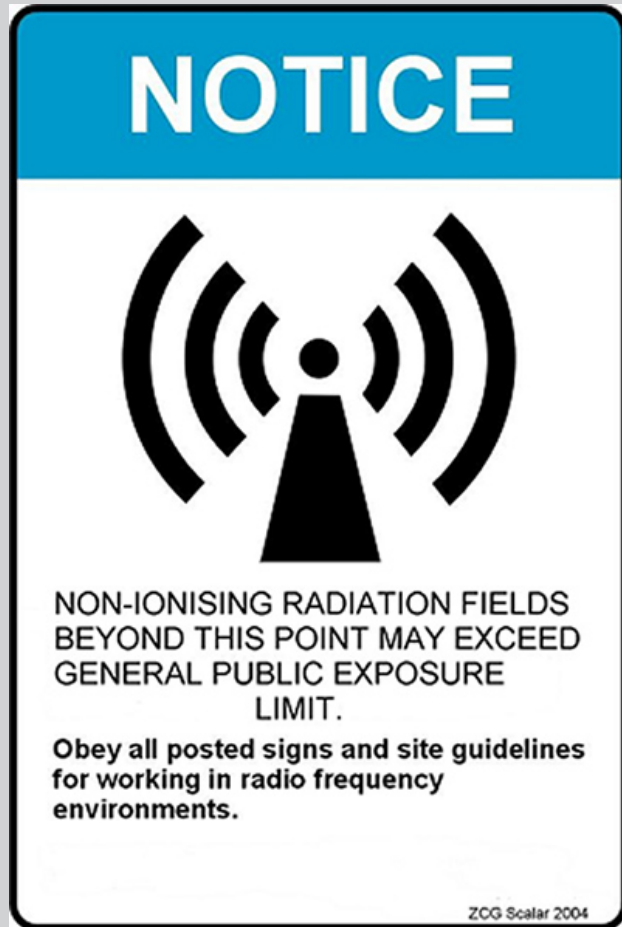 NOTICE
NON-IONISING RADIATION FIELDS
BEYOND THIS POINT MAY EXCEED
GENERAL PUBLIC EXPOSURE
LIMIT.
Obey all posted signs and site guidelines
for working in radio frequency
environments.
ZCG Scalar 2004